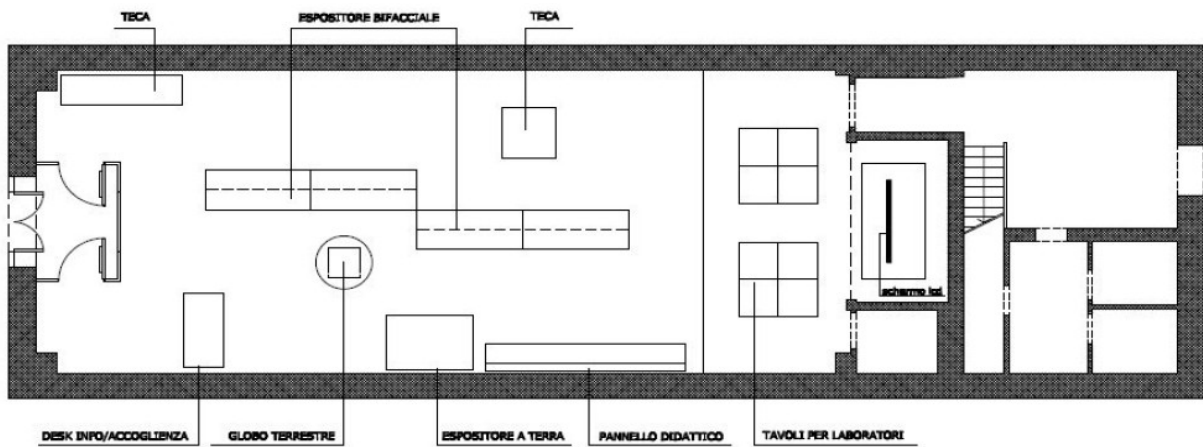 TECA
ESPOSITORE BIFACCIALE
TECA
schermo lcd
DESK INFO/ACCOGLIENZA
GLOBO TERRESTRE
ESPOSITORE A TERRA
PANNELLO DIDATTICO
TAVOLI PER LABORATORI